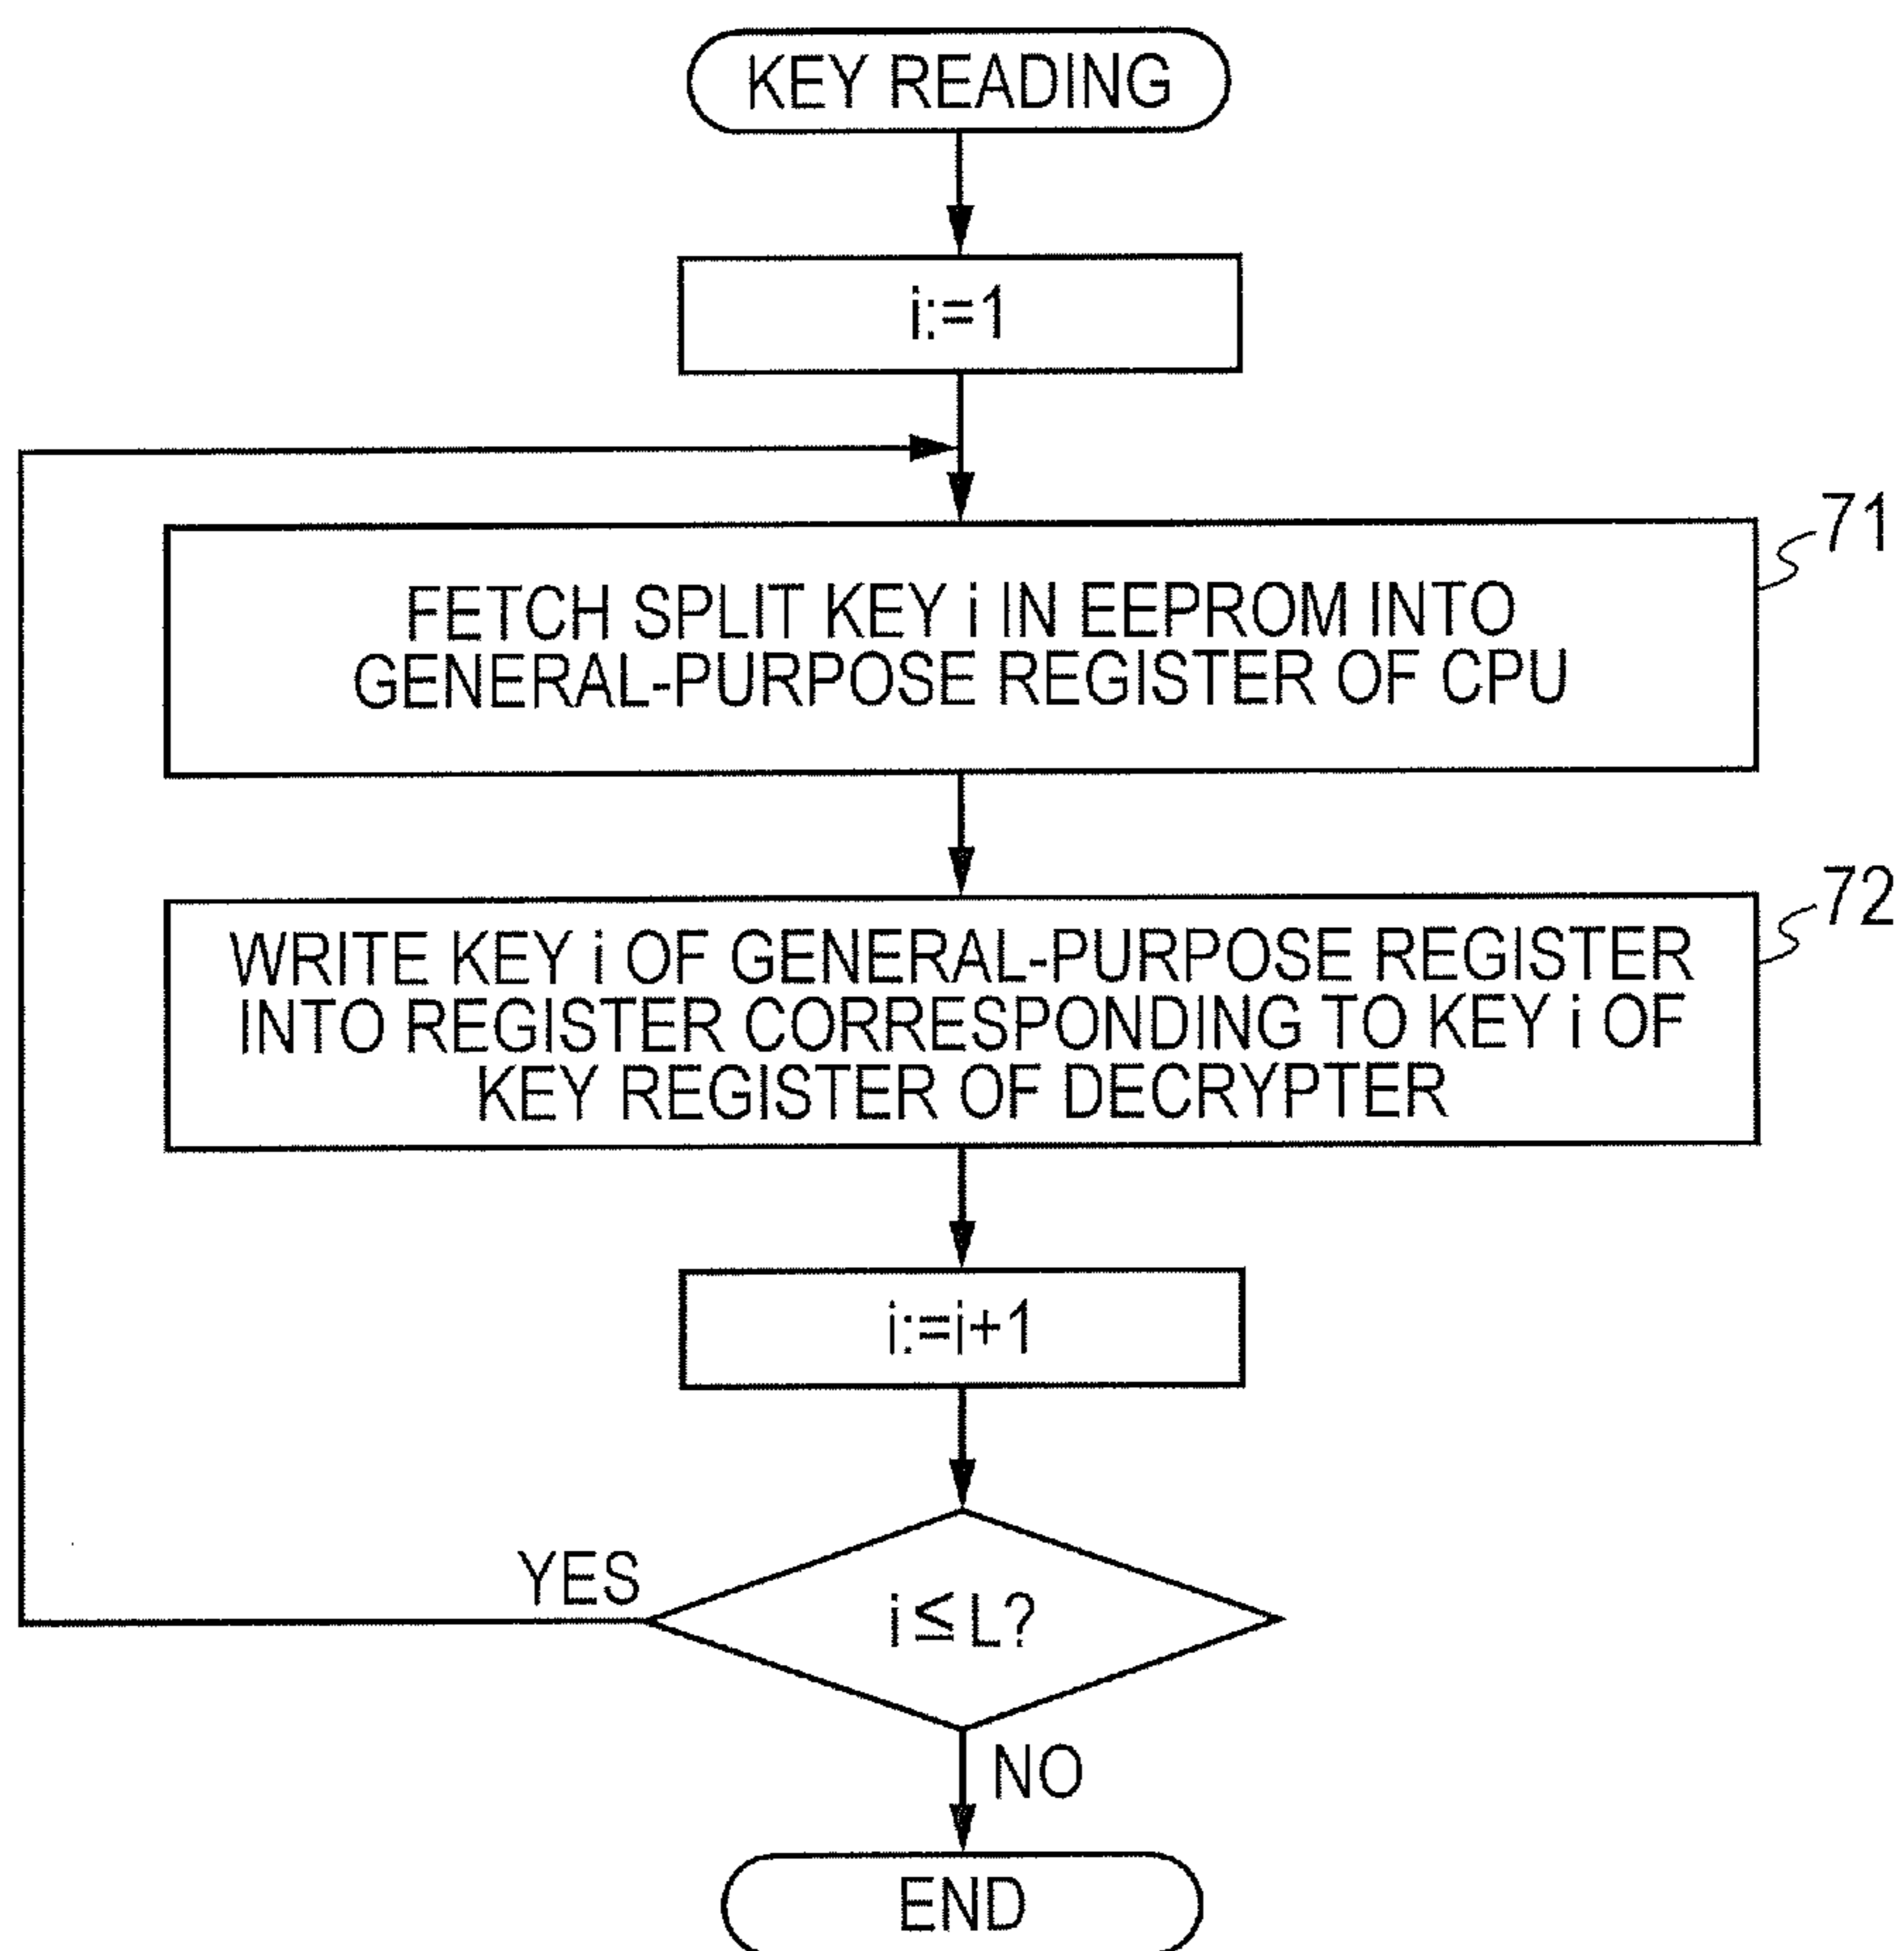 KEY READING
i:=1
71
FETCH SPLIT KEY i IN EEPROM INTO
GENERAL-PURPOSE REGISTER OF CPU
72
WRITE KEY i OF GENERAL-PURPOSE REGISTER
INTO REGISTER CORRESPONDING TO KEY i OF
KEY REGISTER OF DECRYPTER
i:=i+1
YES
i ≤ L?
NO
END